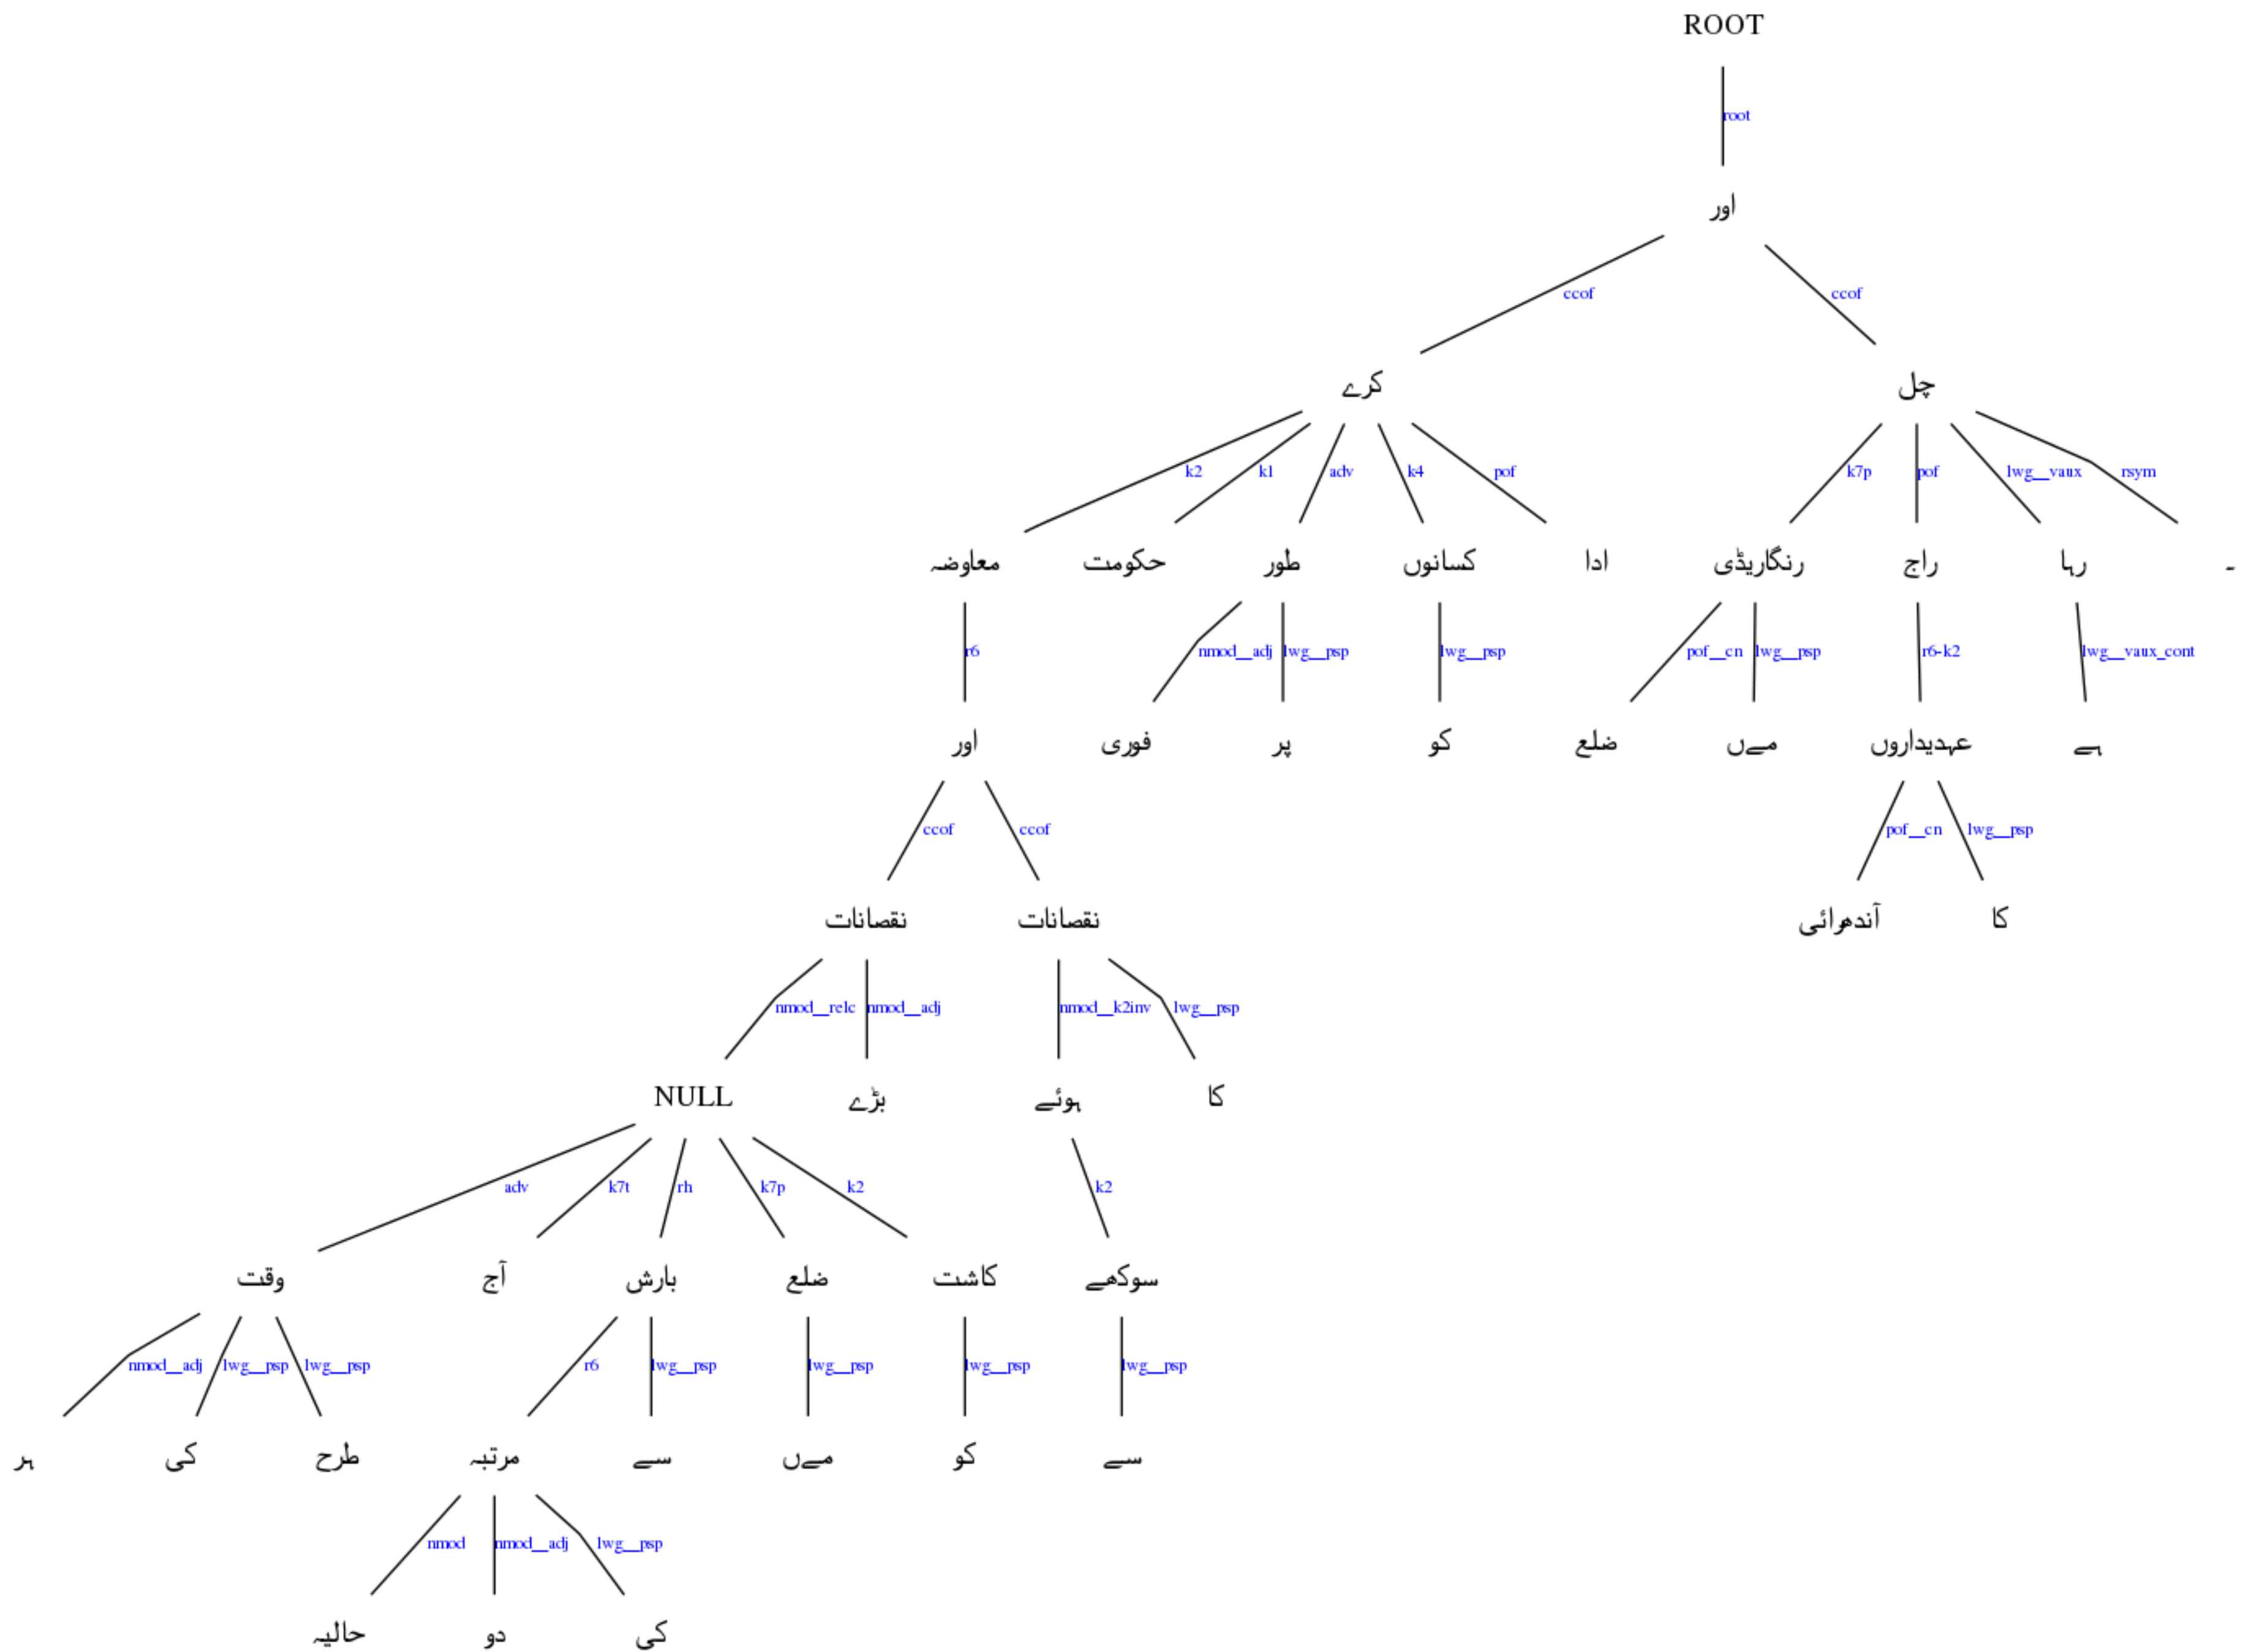 ROOT
root
اور
ccof ccof
کرے چل
k2 k1 adv k4 pof k7p pof lwg__vaux rsym
معاوضہ حکومت طور کسانوں ادا رنگاریڈی راج رہا ۔
r6 nmod__adj lwg__psp lwg__psp pof__cn lwg__psp r6-k2 lwg__vaux_cont
اور فوری پر کو ضلع مےں عہدیداروں ہے
ccof ccof pof__cn lwg__psp
نقصانات نقصانات آندھوائی کا
nmod__relc nmod__adj nmod__k2inv lwg__psp
NULL بڑے ہوئے کا
adv k7t rh k7p k2 k2
وقت آج بارش ضلع کاشت سوکھے
nmod__adj lwg__psp lwg__psp r6 lwg__psp lwg__psp lwg__psp lwg__psp
ہر کی طرح مرتبہ سے مےں کو سے
nmod nmod__adj lwg__psp
حالیہ دو کی